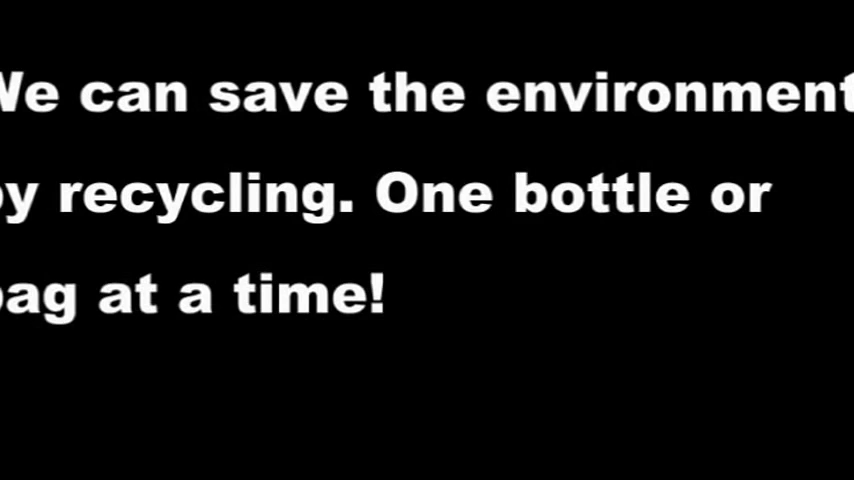 We can save the environment
by recycling. One bottle or
bag at a time!